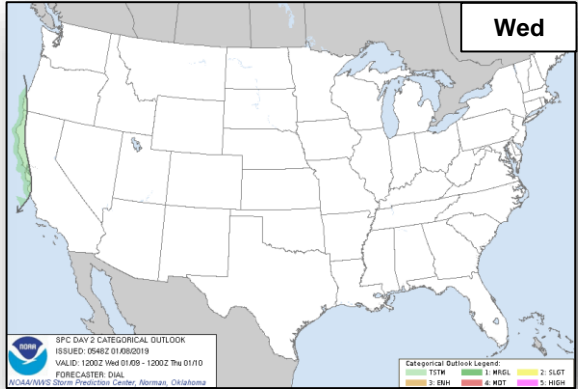 Wed
NOAA
SPC DAY 2 CATEGORICAL OUTLOOK
ISSUED: 0548Z 01/08/2019
VALID: 1200Z Wed 01/09 - 1200Z Thu 01/10
FORECASTER: DIAL
NOAA/NWS Storm Prediction Center, Norman, Oklahoma
Categorical Outlook Legend:
TSTM 1: MRGL 2: SLGT
3: ENH 4: MDT 5: HIGH